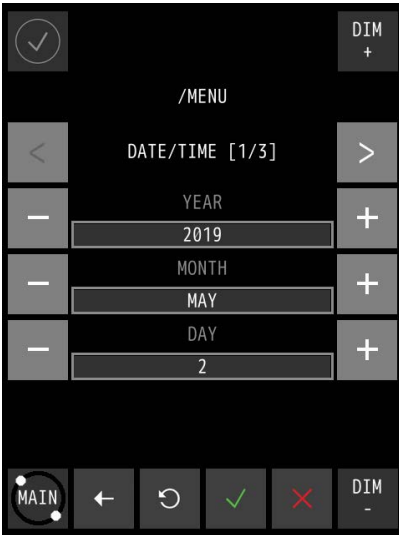 DIM
+
/MENU
<
DATE/TIME [1/3]
>
YEAR
− 2019 +
MONTH
− MAY +
DAY
− 2 +
MAIN
DIM
-